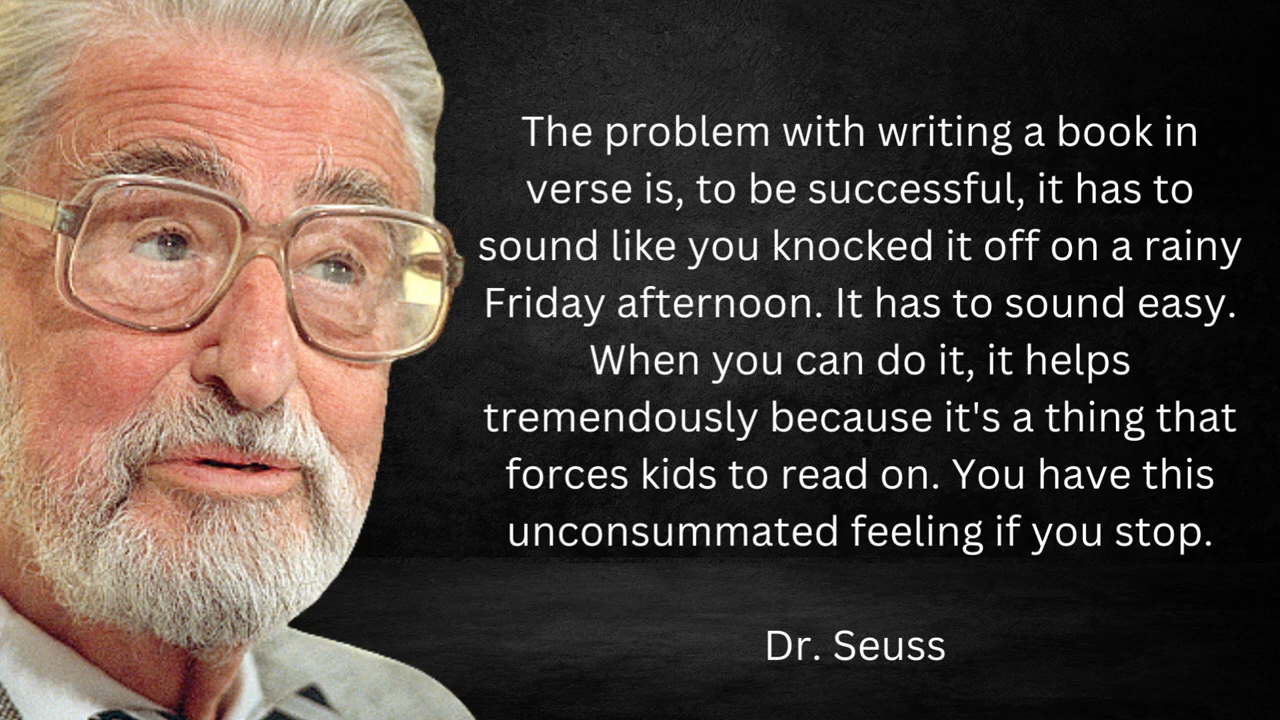 The problem with writing a book in
verse is, to be successful, it has to
sound like you knocked it off on a rainy
Friday afternoon. It has to sound easy.
When you can do it, it helps
tremendously because it's a thing that
forces kids to read on. You have this
unconsummated feeling if you stop.
Dr. Seuss